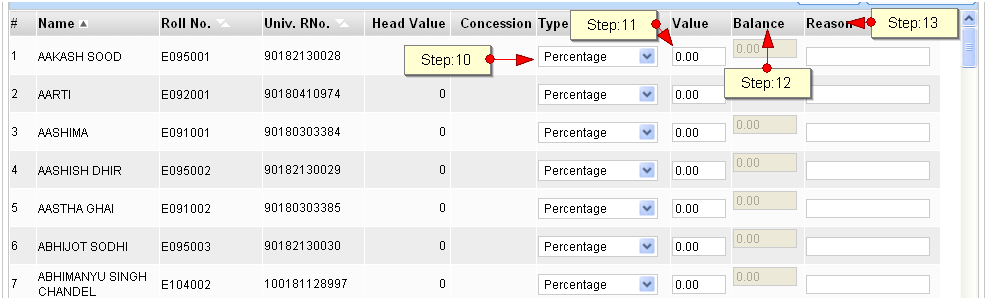 # Name Roll No. Univ. RNo. Head Value Concession Type Step:11 Value Balance Reason Step:13
1 AAKASH SOOD E095001 90182130028 Step:10 Percentage 0.00 0.00
2 AARTI E092001 90180410974 0 Percentage 0.00 Step:12
3 AASHIMA E091001 90180303384 0 Percentage 0.00 0.00
4 AASHISH DHIR E095002 90182130029 0 Percentage 0.00 0.00
5 AASTHA GHAI E091002 90180303385 0 Percentage 0.00 0.00
6 ABHIJOT SODHI E095003 90182130030 0 Percentage 0.00 0.00
7 ABHIMANYU SINGH CHANDEL E104002 100181128997 0 Percentage 0.00 0.00